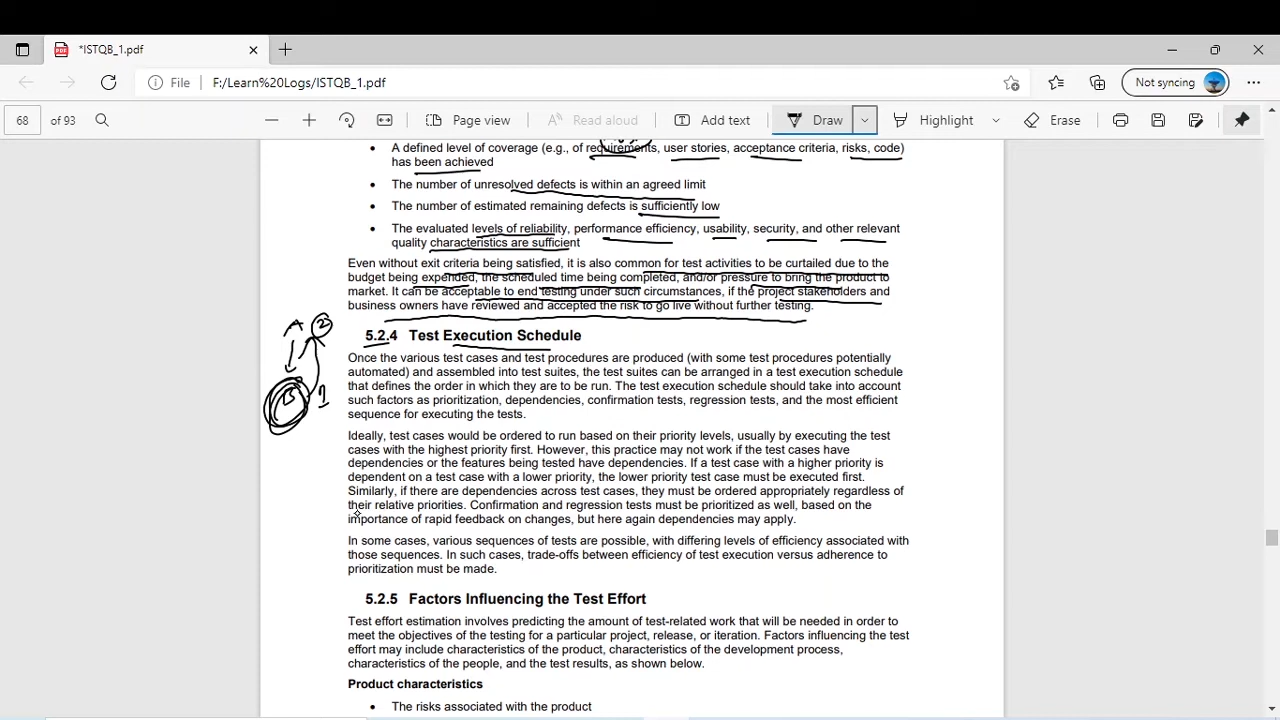 *ISTQB_1.pdf
File
F:/Learn%20Logs/ISTQB_1.pdf
Not syncing
68 of 93
Page view
Read aloud
Add text
Draw
Highlight
Erase
• A defined level of coverage (e.g., of requirements, user stories, acceptance criteria, risks, code)
has been achieved
• The number of unresolved defects is within an agreed limit
• The number of estimated remaining defects is sufficiently low
• The evaluated levels of reliability, performance efficiency, usability, security, and other relevant
quality characteristics are sufficient
Even without exit criteria being satisfied, it is also common for test activities to be curtailed due to the
budget being expended, the scheduled time being completed, and/or pressure to bring the product to
market. It can be acceptable to end testing under such circumstances, if the project stakeholders and
business owners have reviewed and accepted the risk to go live without further testing.
A 2
5.2.4 Test Execution Schedule
Once the various test cases and test procedures are produced (with some test procedures potentially
automated) and assembled into test suites, the test suites can be arranged in a test execution schedule
that defines the order in which they are to be run. The test execution schedule should take into account
B 1
such factors as prioritization, dependencies, confirmation tests, regression tests, and the most efficient
sequence for executing the tests.
Ideally, test cases would be ordered to run based on their priority levels, usually by executing the test
cases with the highest priority first. However, this practice may not work if the test cases have
dependencies or the features being tested have dependencies. If a test case with a higher priority is
dependent on a test case with a lower priority, the lower priority test case must be executed first.
Similarly, if there are dependencies across test cases, they must be ordered appropriately regardless of
their relative priorities. Confirmation and regression tests must be prioritized as well, based on the
importance of rapid feedback on changes, but here again dependencies may apply.
In some cases, various sequences of tests are possible, with differing levels of efficiency associated with
those sequences. In such cases, trade-offs between efficiency of test execution versus adherence to
prioritization must be made.
5.2.5 Factors Influencing the Test Effort
Test effort estimation involves predicting the amount of test-related work that will be needed in order to
meet the objectives of the testing for a particular project, release, or iteration. Factors influencing the test
effort may include characteristics of the product, characteristics of the development process,
characteristics of the people, and the test results, as shown below.
Product characteristics
• The risks associated with the product